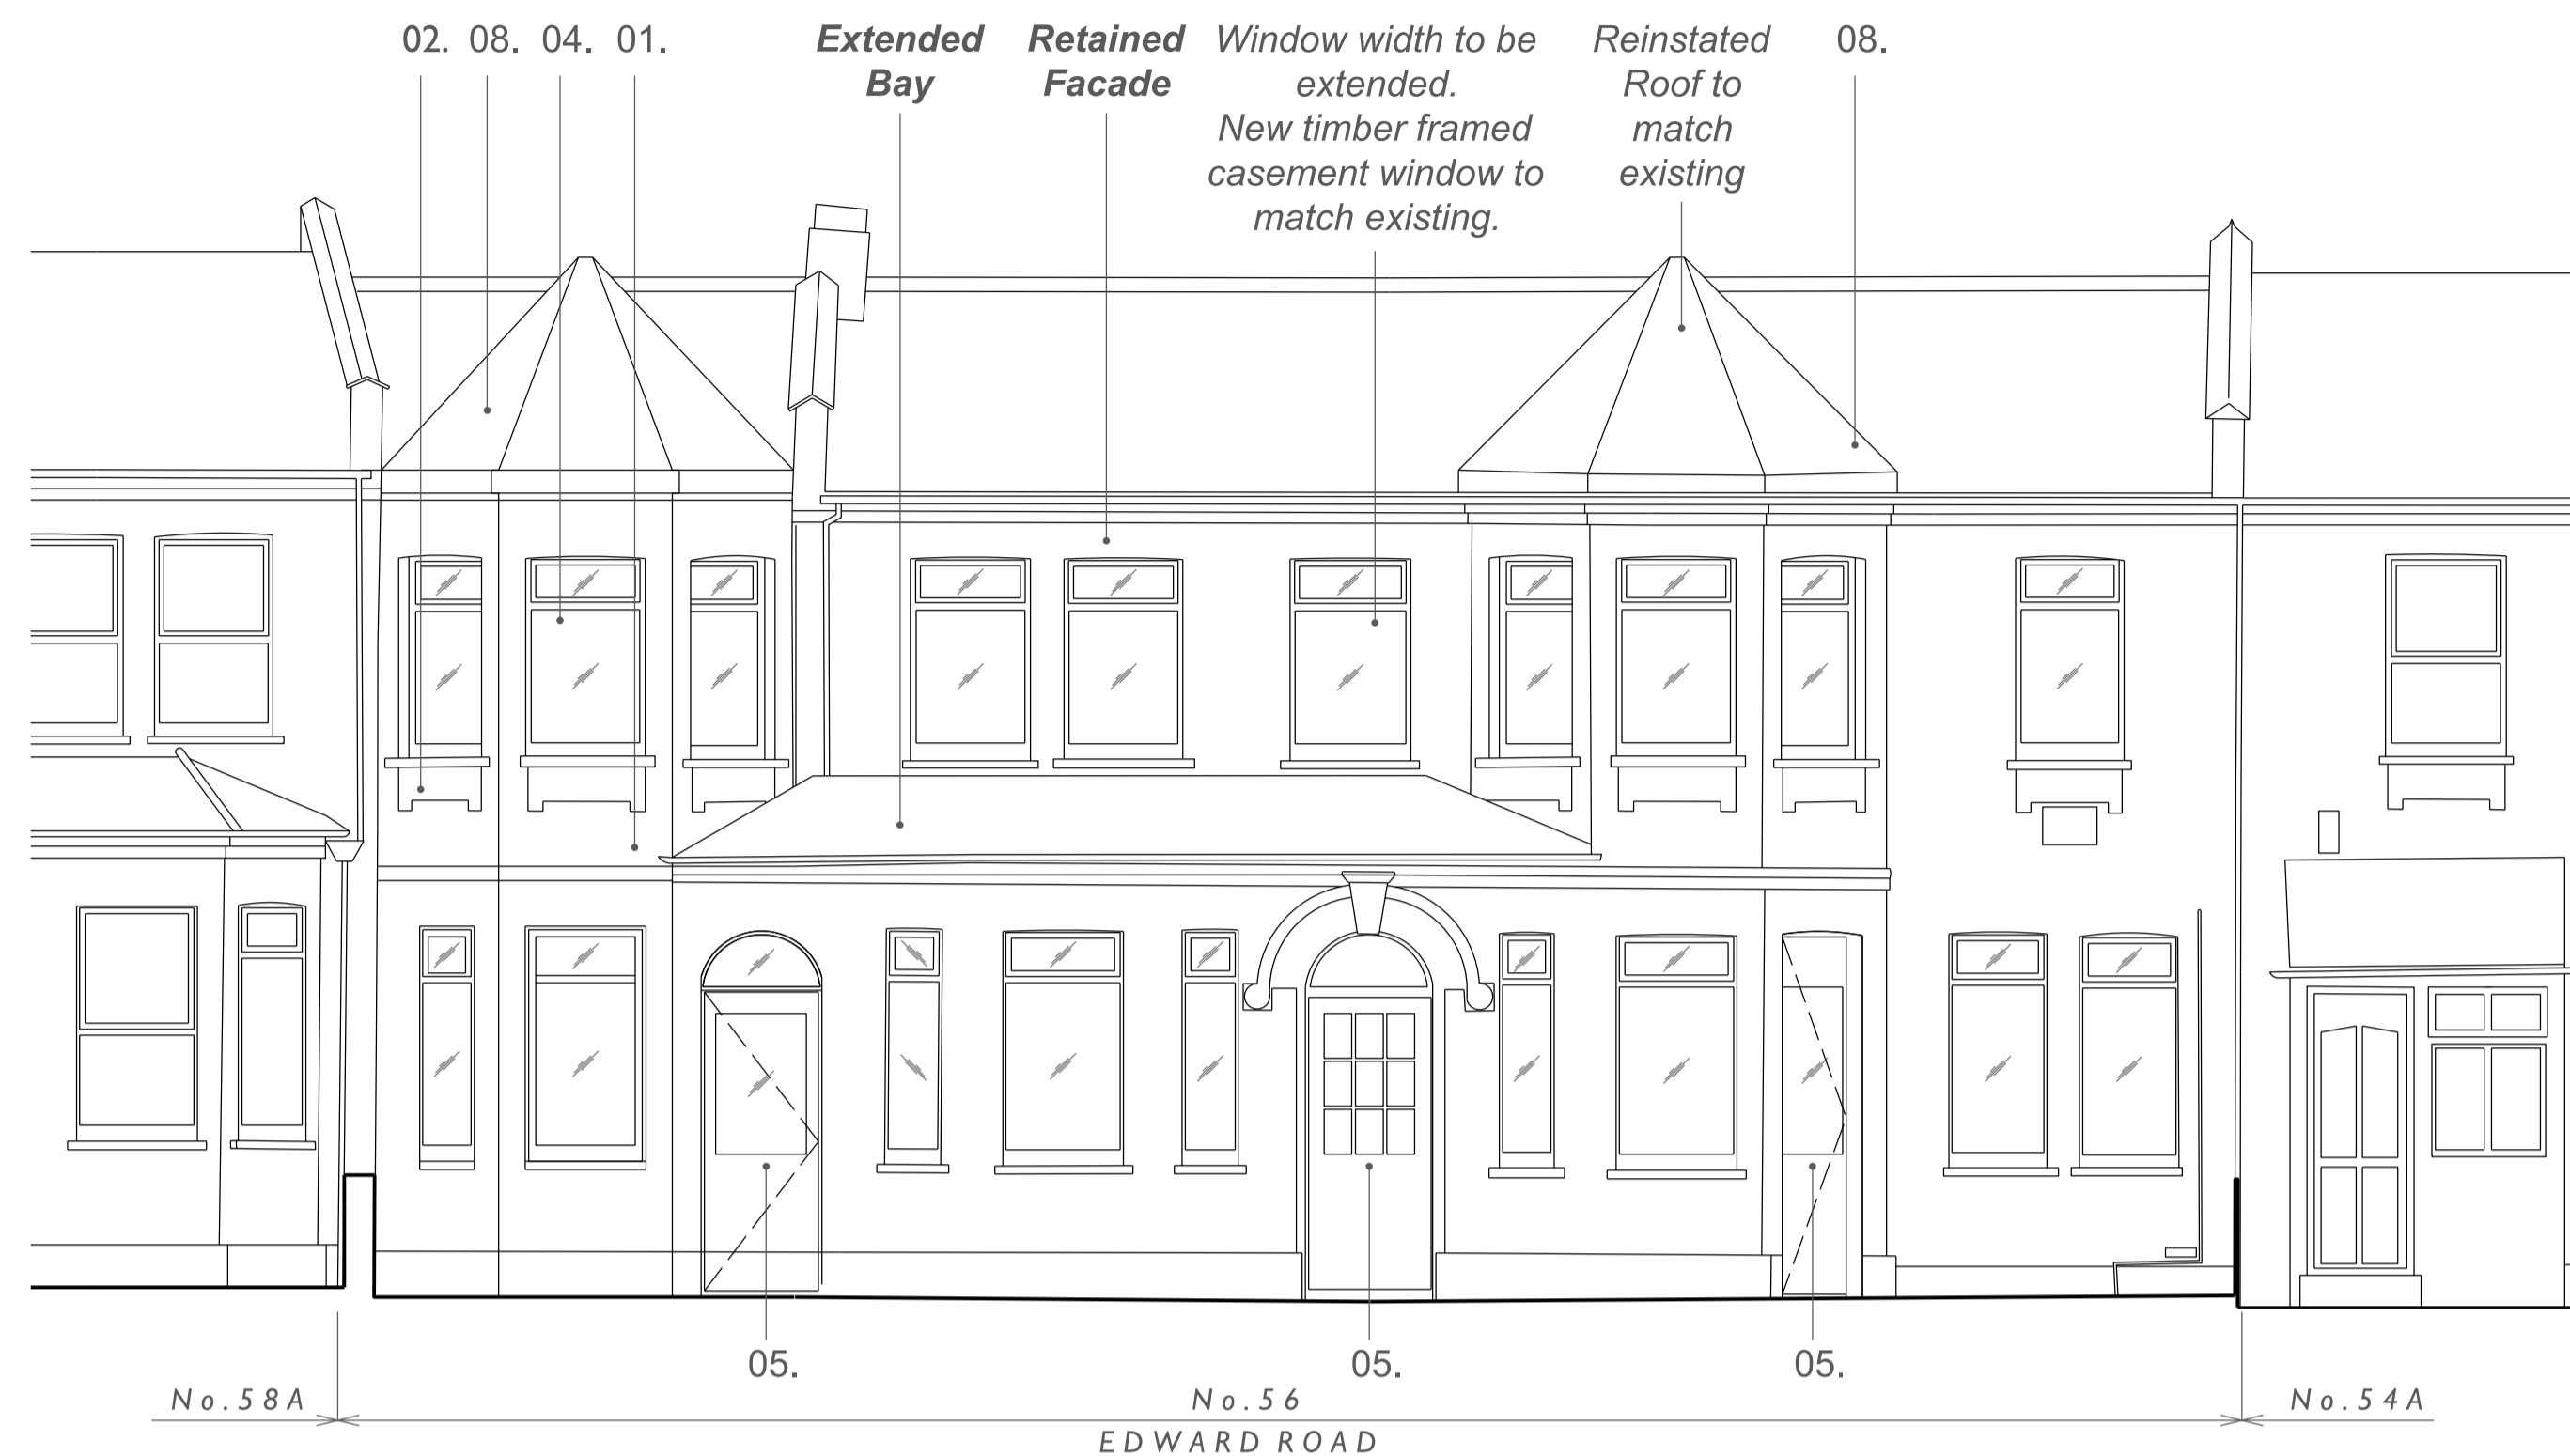 02. 08. 04. 01.
Extended
Bay
Retained
Facade
Window width to be
extended.
New timber framed
casement window to
match existing.
Reinstated
Roof to
match
existing
08.
05.
05.
05.
No.58A
No.56
No.54A
EDWARD ROAD